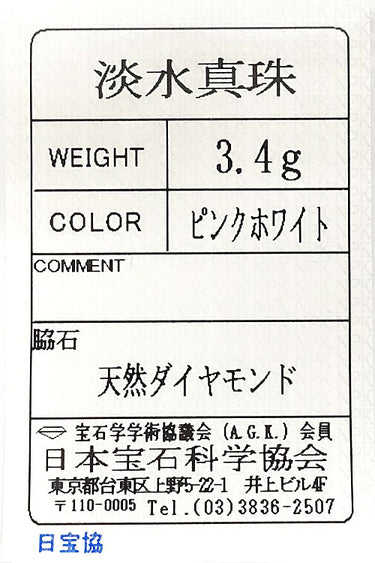 淡水真珠
WEIGHT 3.4g
COLOR ピンクホワイト
COMMENT
脇石
天然ダイヤモンド
宝石学学術協議会 (A.G.K.) 会員
日本宝石科学協会
東京都台東区上野5-22-1 井上ビル4F
〒110-0005 Tel.(03)3836-2507
日宝協